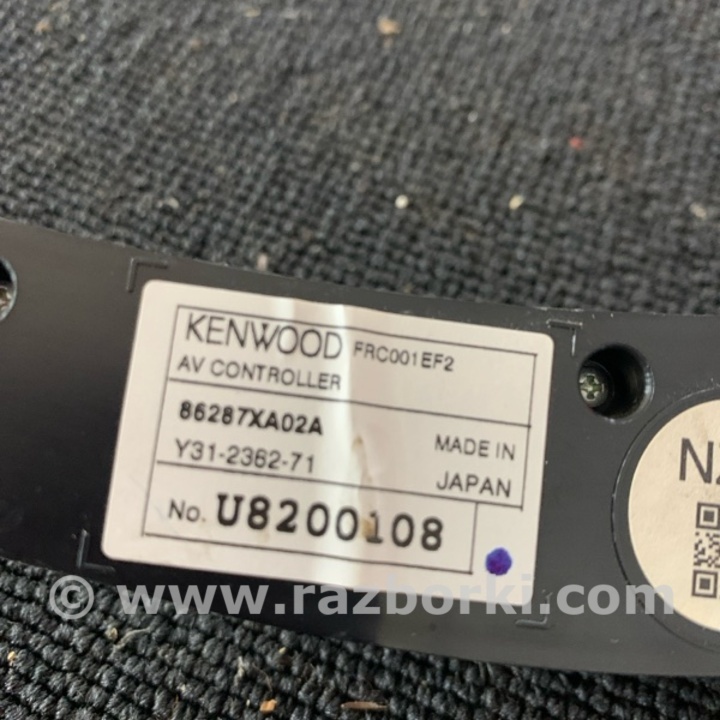 KENWOOD FRC001EF2
AV CONTROLLER
86287XA02A
Y31-2362-71
MADE IN
JAPAN
No. U8200108
© www.razborki.com